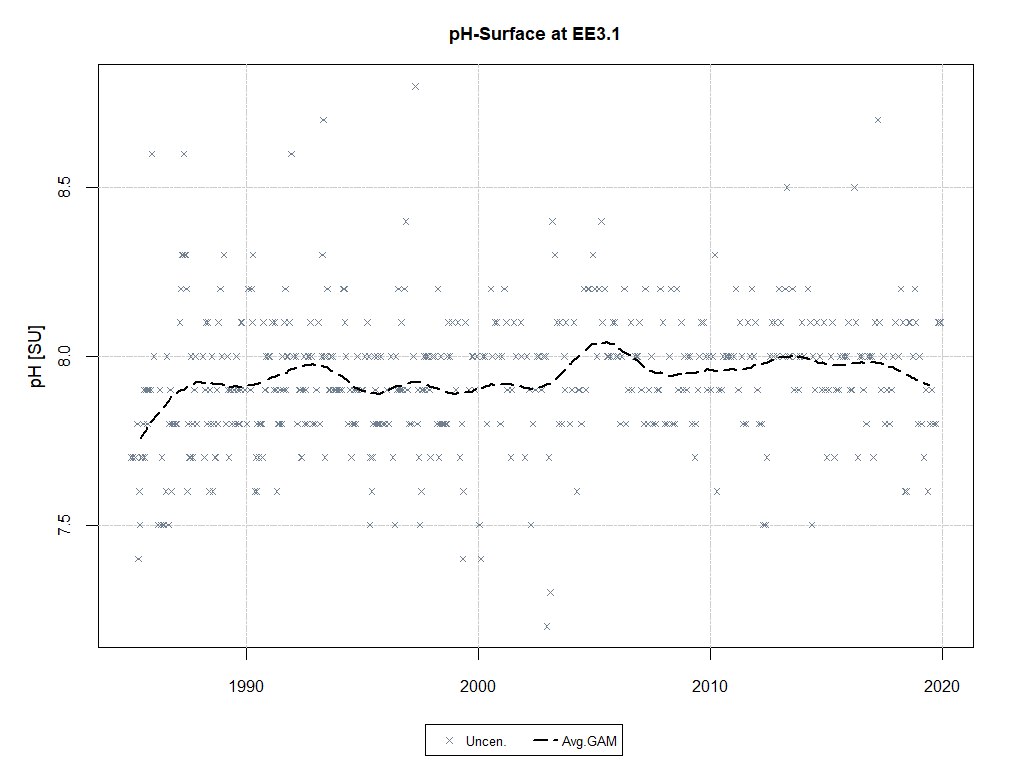 pH-Surface at EE3.1
pH [SU]
8.5
8.0
7.5
1990 2000 2010 2020
Uncen. Avg.GAM